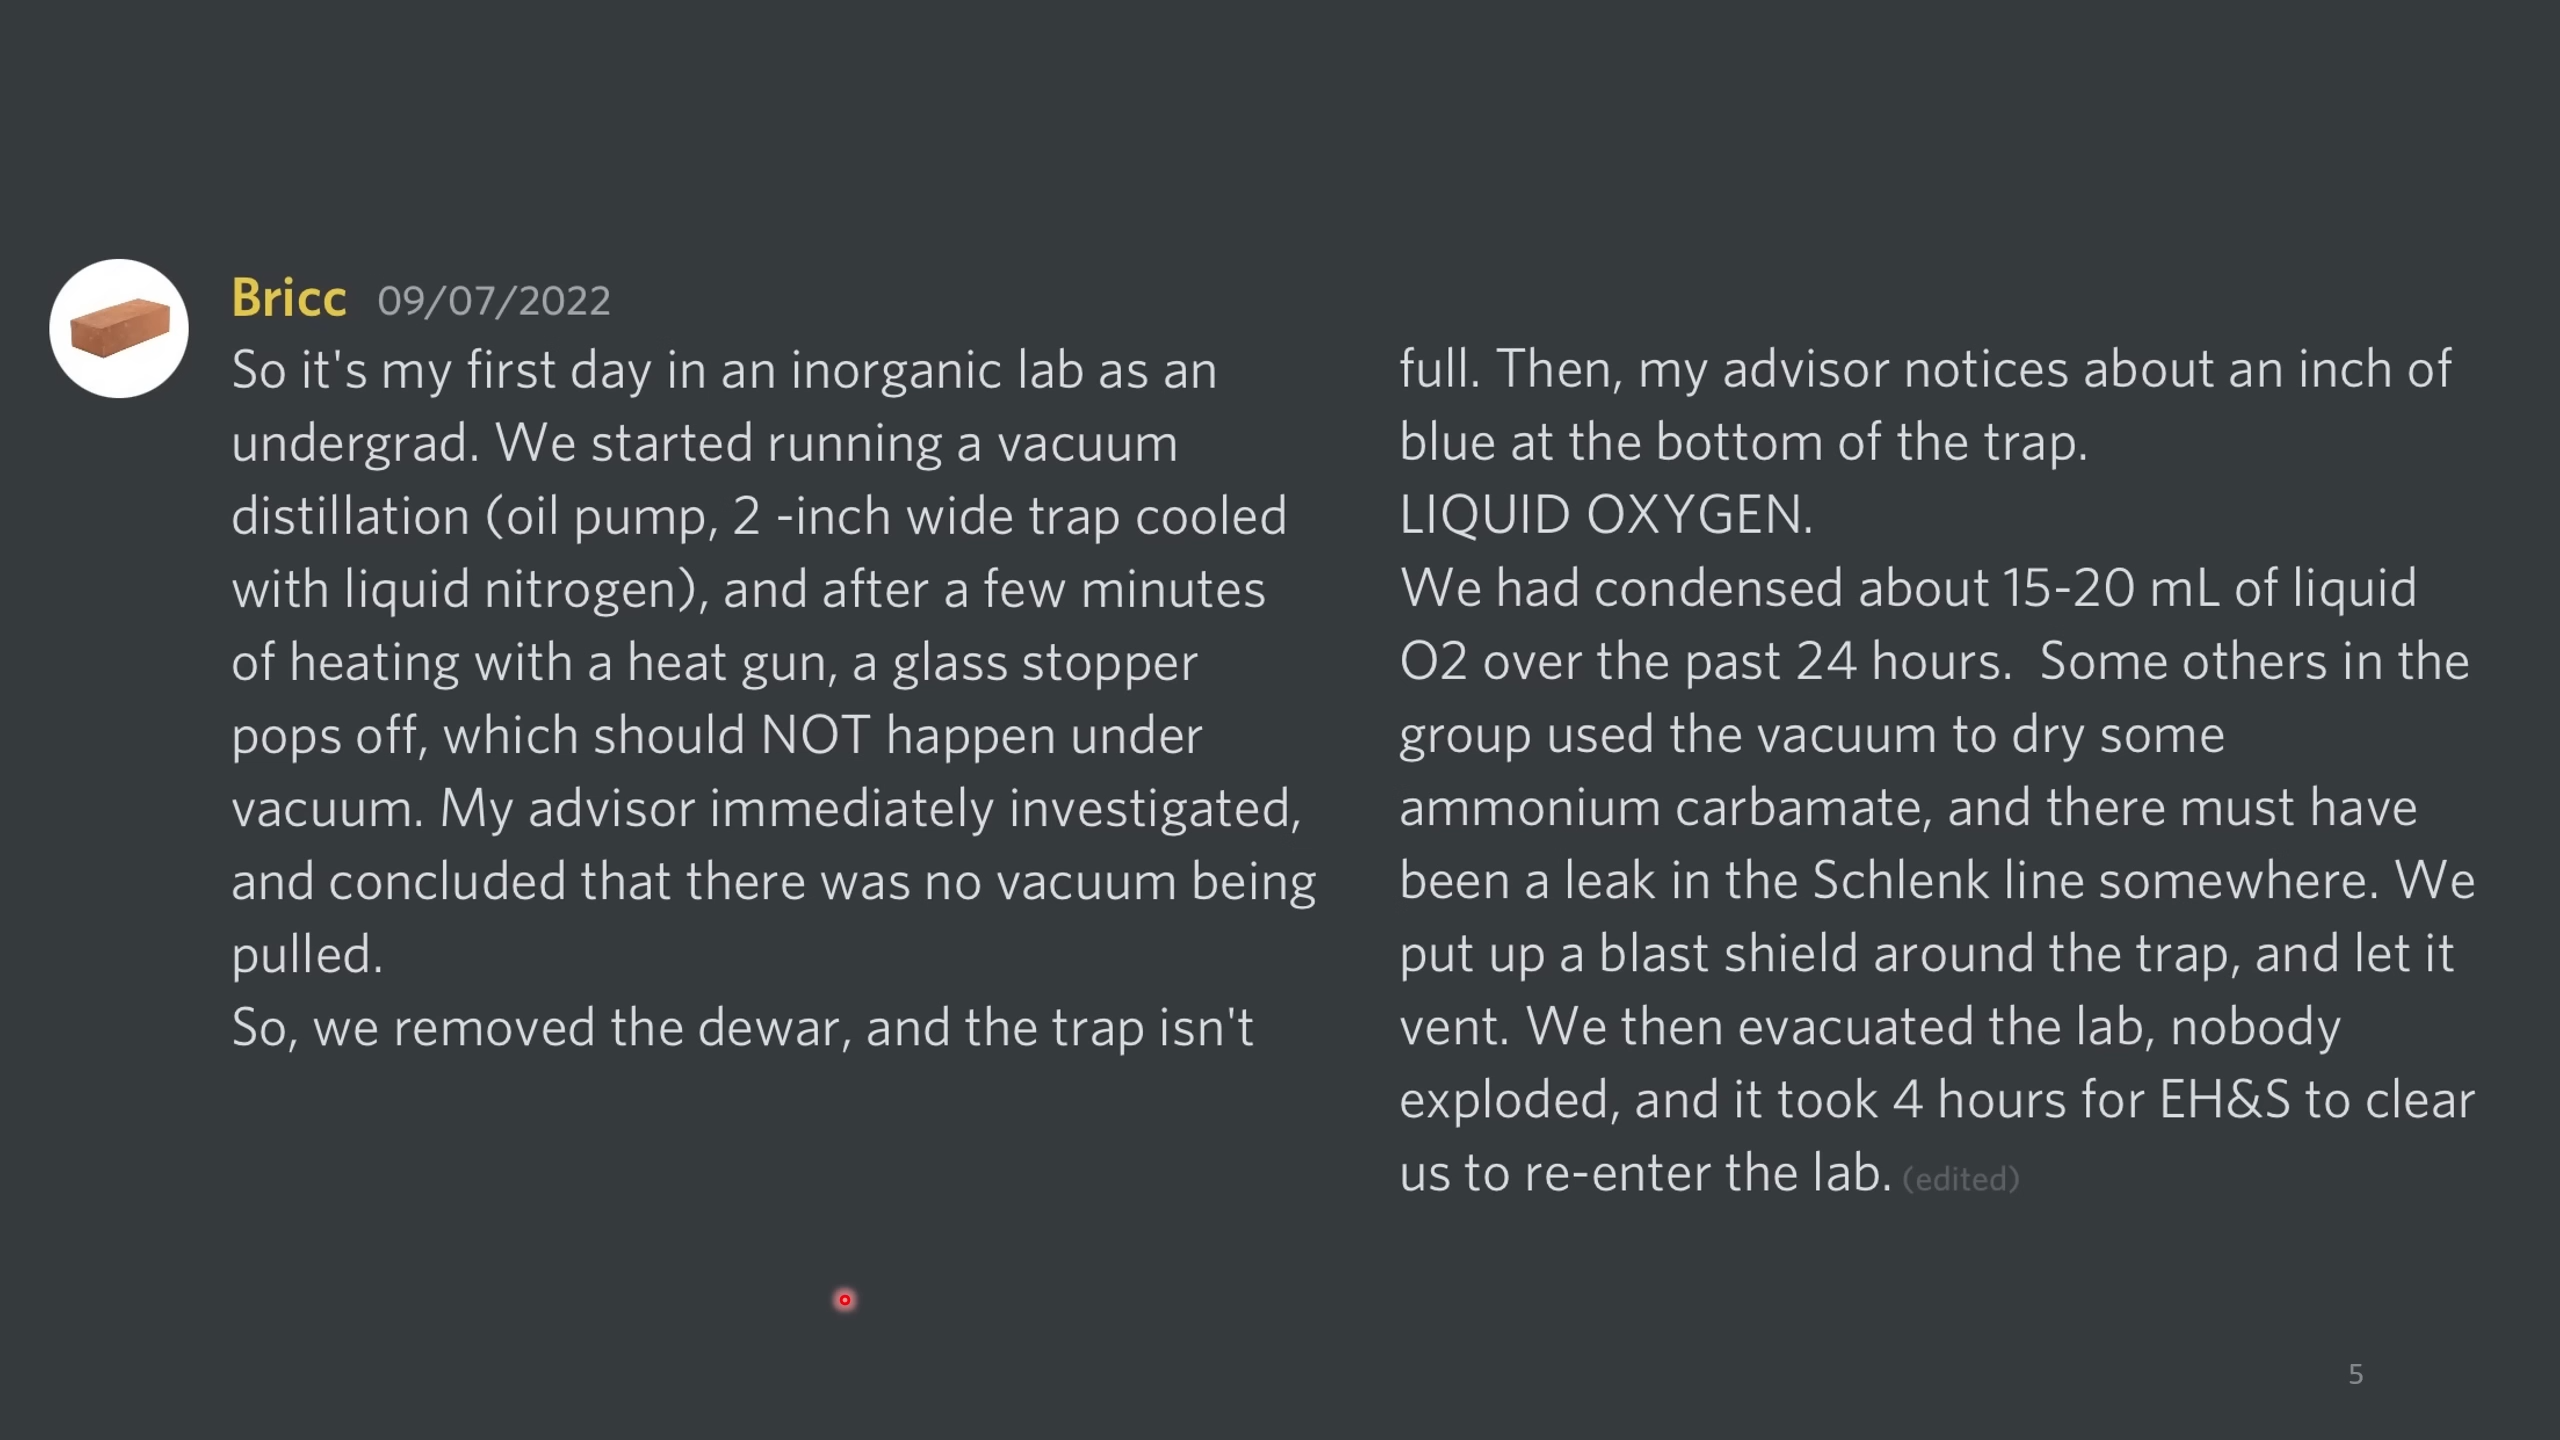 Bricc 09/07/2022
So it's my first day in an inorganic lab as an
undergrad. We started running a vacuum
distillation (oil pump, 2 -inch wide trap cooled
with liquid nitrogen), and after a few minutes
of heating with a heat gun, a glass stopper
pops off, which should NOT happen under
vacuum. My advisor immediately investigated,
and concluded that there was no vacuum being
pulled.
So, we removed the dewar, and the trap isn't
full. Then, my advisor notices about an inch of
blue at the bottom of the trap.
LIQUID OXYGEN.
We had condensed about 15-20 mL of liquid
O2 over the past 24 hours.  Some others in the
group used the vacuum to dry some
ammonium carbamate, and there must have
been a leak in the Schlenk line somewhere. We
put up a blast shield around the trap, and let it
vent. We then evacuated the lab, nobody
exploded, and it took 4 hours for EH&S to clear
us to re-enter the lab. (edited)
5